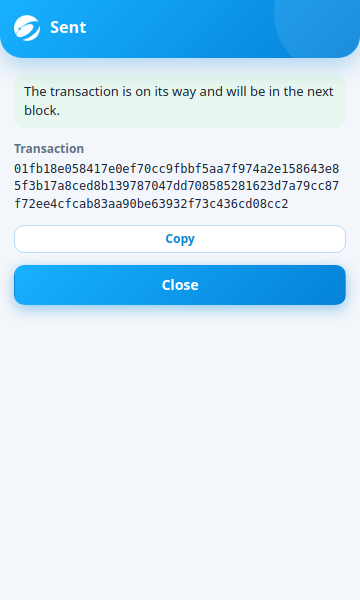 Sent
The transaction is on its way and will be in the next
block.
Transaction
01fb18e058417e0ef70cc9fbbf5aa7f974a2e158643e8
5f3b17a8ced8b139787047dd708585281623d7a79cc87
f72ee4cfcab83aa90be63932f73c436cd08cc2
Copy
Close